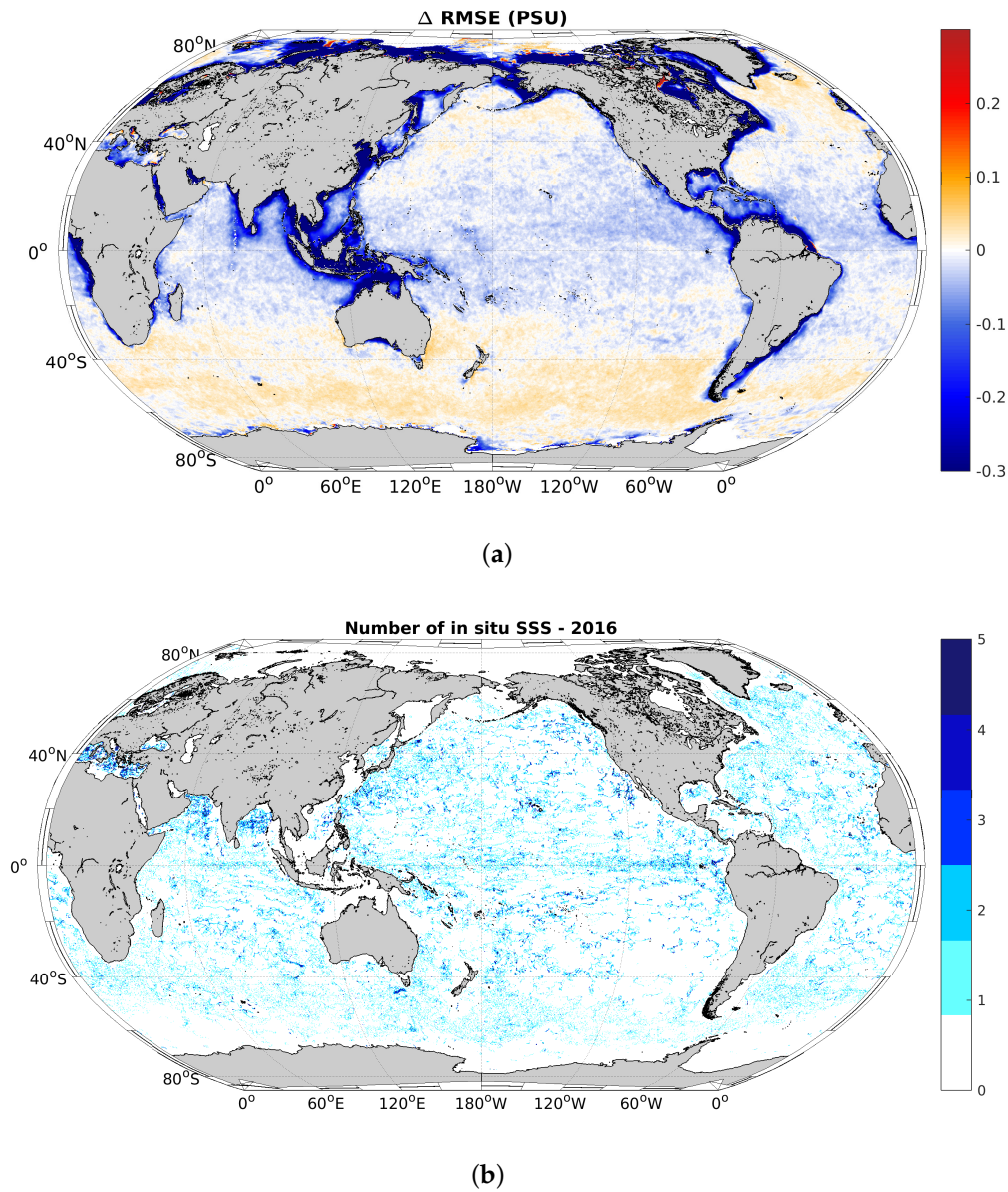 Δ RMSE (PSU)
80°N
40°N
0°
40°S
80°S
0° 60°E 120°E 180°W 120°W 60°W 0°
0.2
0.1
0
-0.1
-0.2
-0.3
(a)
Number of in situ SSS - 2016
80°N
40°N
0°
40°S
80°S
0° 60°E 120°E 180°W 120°W 60°W 0°
5
4
3
2
1
0
(b)